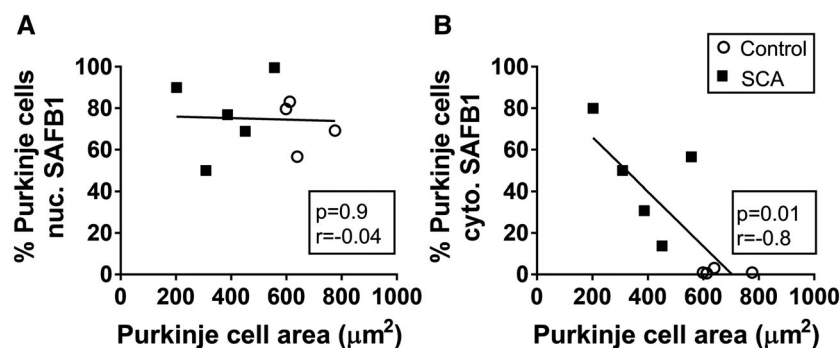 A
% Purkinje cells
nuc. SAFB1
100
80
60
40
20
0
p=0.9
r=-0.04
0 200 400 600 800 1000
Purkinje cell area (μm²)
B
Control
SCA
% Purkinje cells
cyto. SAFB1
100
80
60
40
20
0
p=0.01
r=-0.8
0 200 400 600 800 1000
Purkinje cell area (μm²)